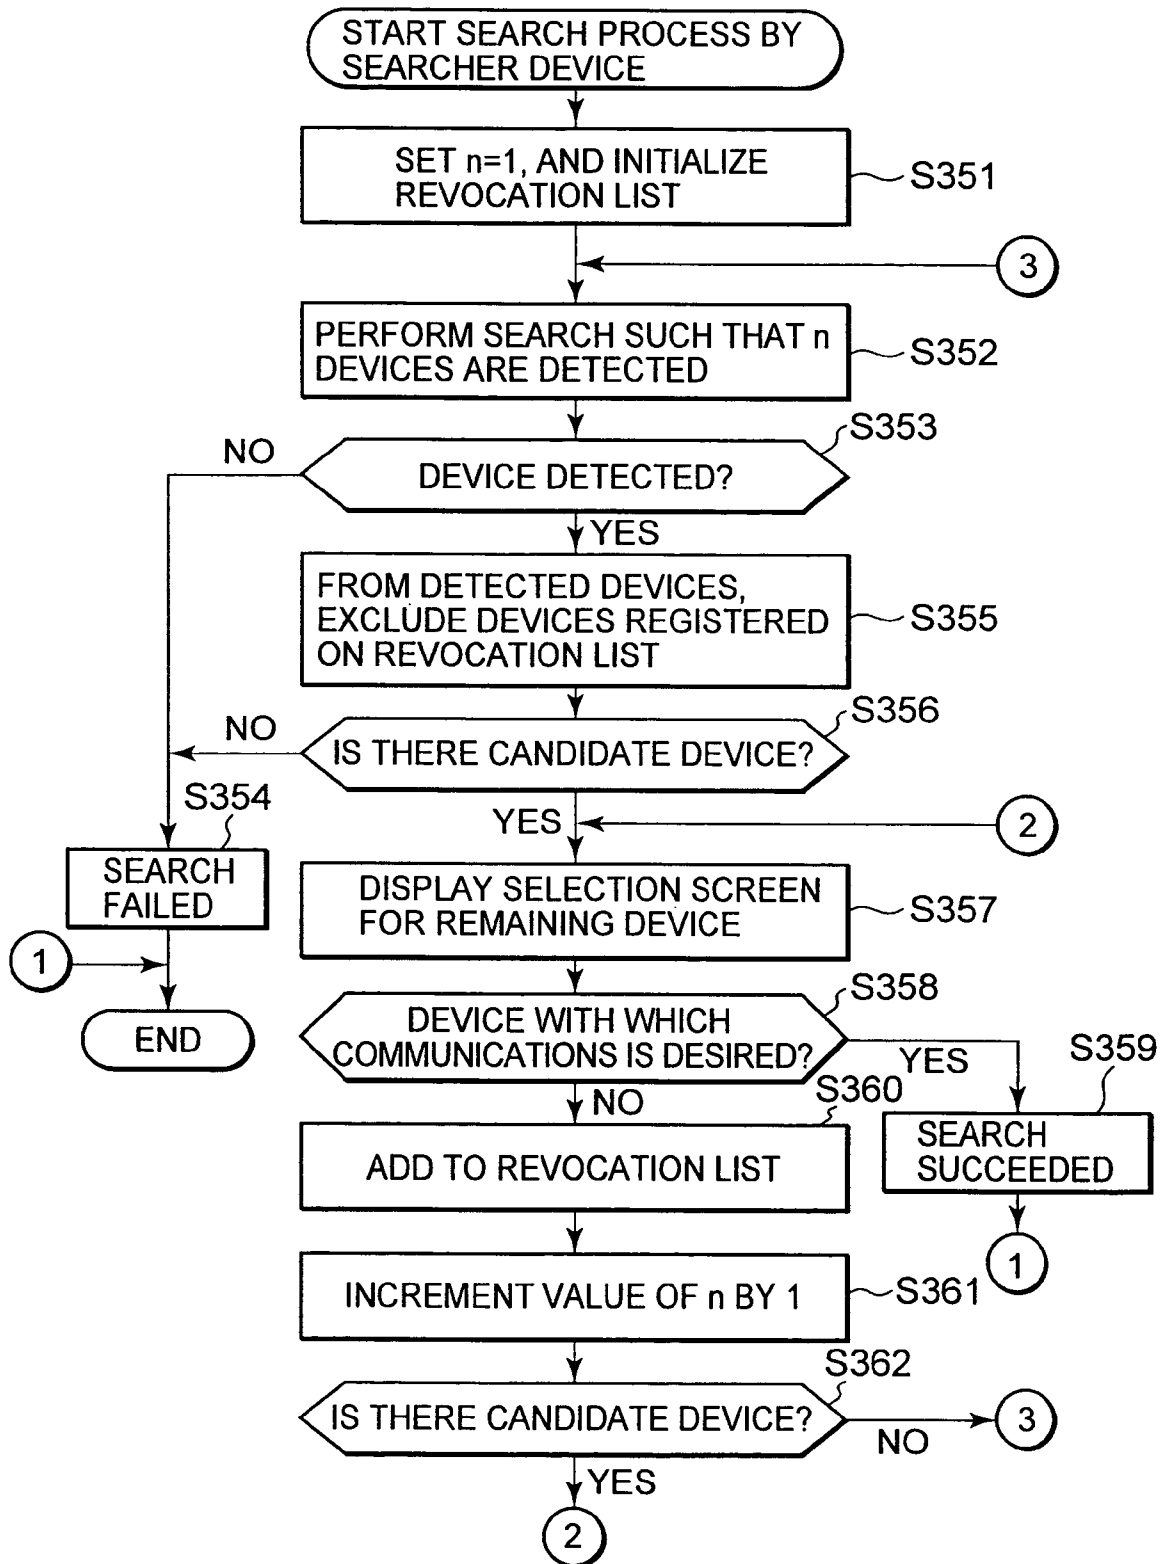 START SEARCH PROCESS BY
SEARCHER DEVICE
SET n=1, AND INITIALIZE
REVOCATION LIST
S351
3
PERFORM SEARCH SUCH THAT n
DEVICES ARE DETECTED
S352
S353
NO
DEVICE DETECTED?
YES
FROM DETECTED DEVICES,
EXCLUDE DEVICES REGISTERED
ON REVOCATION LIST
S355
S356
NO
IS THERE CANDIDATE DEVICE?
S354
YES
2
SEARCH
FAILED
DISPLAY SELECTION SCREEN
FOR REMAINING DEVICE
S357
1
S358
DEVICE WITH WHICH
COMMUNICATIONS IS DESIRED?
END
YES
S359
S360
NO
SEARCH
SUCCEEDED
ADD TO REVOCATION LIST
1
INCREMENT VALUE OF n BY 1
S361
S362
IS THERE CANDIDATE DEVICE?
3
NO
YES
2